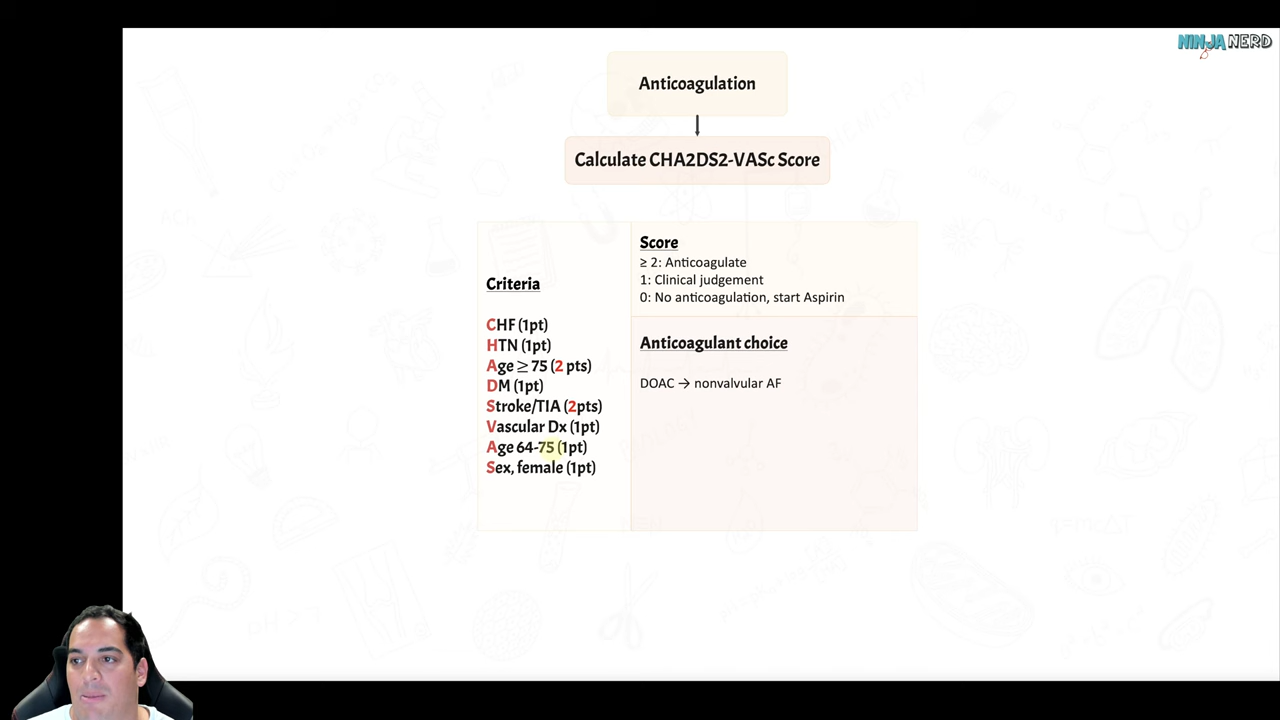 NINJA NERD
Anticoagulation
Calculate CHA2DS2-VASc Score
Criteria
CHF (1pt)
HTN (1pt)
Age ≥ 75 (2 pts)
DM (1pt)
Stroke/TIA (2pts)
Vascular Dx (1pt)
Age 64-75 (1pt)
Sex, female (1pt)
Score
≥ 2: Anticoagulate
1: Clinical judgement
0: No anticoagulation, start Aspirin
Anticoagulant choice
DOAC → nonvalvular AF